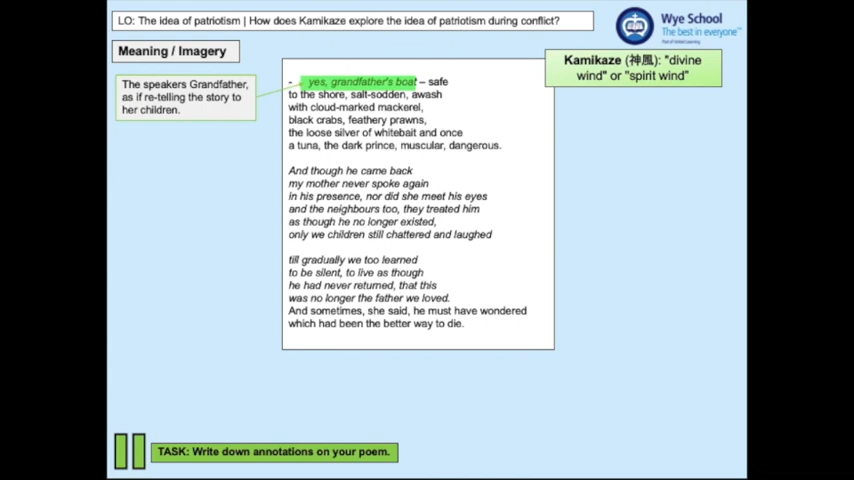 LO: The idea of patriotism | How does Kamikaze explore the idea of patriotism during conflict?
Wye School
The best in everyone™
Part of United Learning
Meaning / Imagery
Kamikaze (神風): "divine
wind" or "spirit wind"
The speakers Grandfather,
as if re-telling the story to
her children.
- yes, grandfather's boat – safe
to the shore, salt-sodden, awash
with cloud-marked mackerel,
black crabs, feathery prawns,
the loose silver of whitebait and once
a tuna, the dark prince, muscular, dangerous.
And though he came back
my mother never spoke again
in his presence, nor did she meet his eyes
and the neighbours too, they treated him
as though he no longer existed,
only we children still chattered and laughed
till gradually we too learned
to be silent, to live as though
he had never returned, that this
was no longer the father we loved.
And sometimes, she said, he must have wondered
which had been the better way to die.
TASK: Write down annotations on your poem.